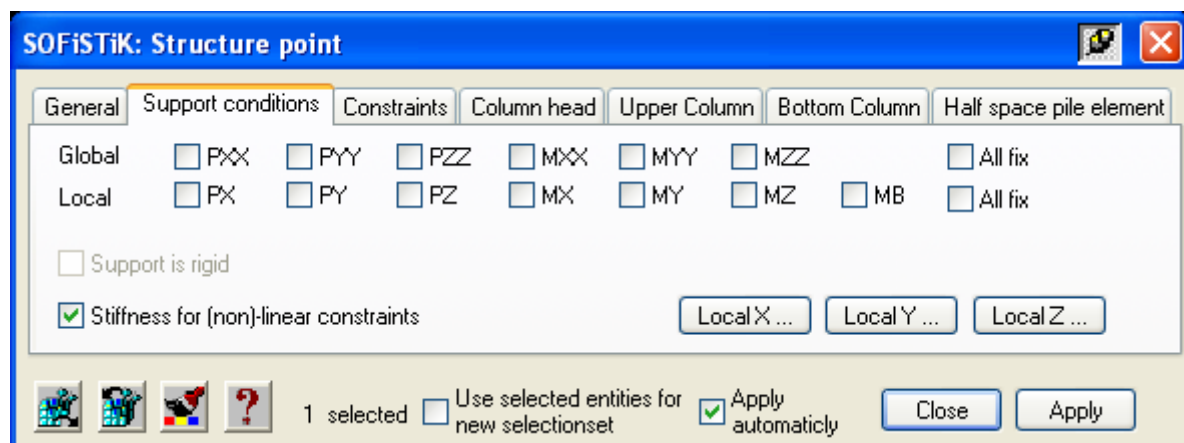 SOFiSTiK: Structure point
General Support conditions Constraints Column head Upper Column Bottom Column Half space pile element
Global PXX PYY PZZ MXX MYY MZZ All fix
Local PX PY PZ MX MY MZ MB All fix
Support is rigid
Stiffness for (non)-linear constraints Local X ... Local Y ... Local Z ...
? 1 selected Use selected entities for new selectionset Apply automaticly Close Apply